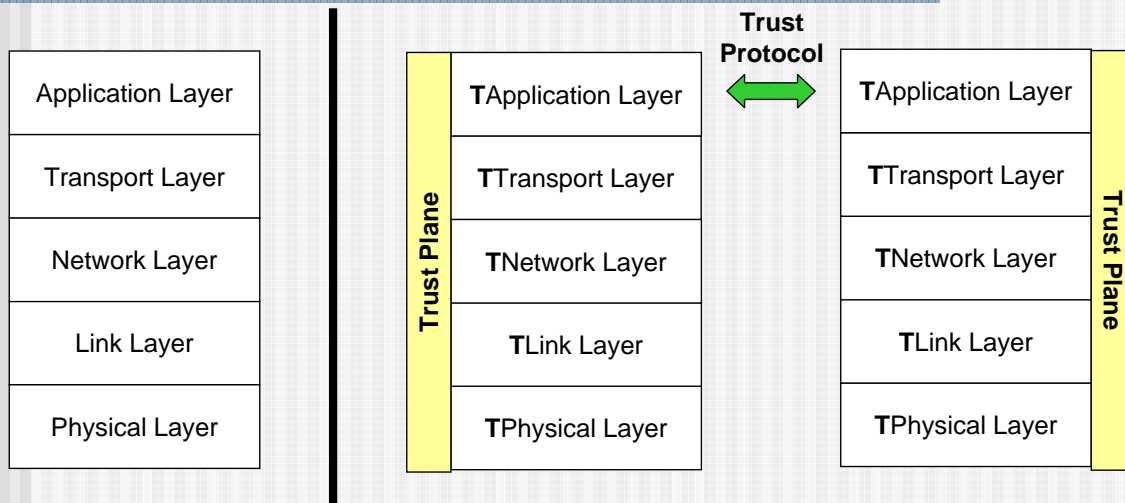 Application Layer
Transport Layer
Network Layer
Link Layer
Physical Layer
Trust Plane
TApplication Layer
TTransport Layer
TNetwork Layer
TLink Layer
TPhysical Layer
Trust
Protocol
TApplication Layer
TTransport Layer
TNetwork Layer
TLink Layer
TPhysical Layer
Trust Plane